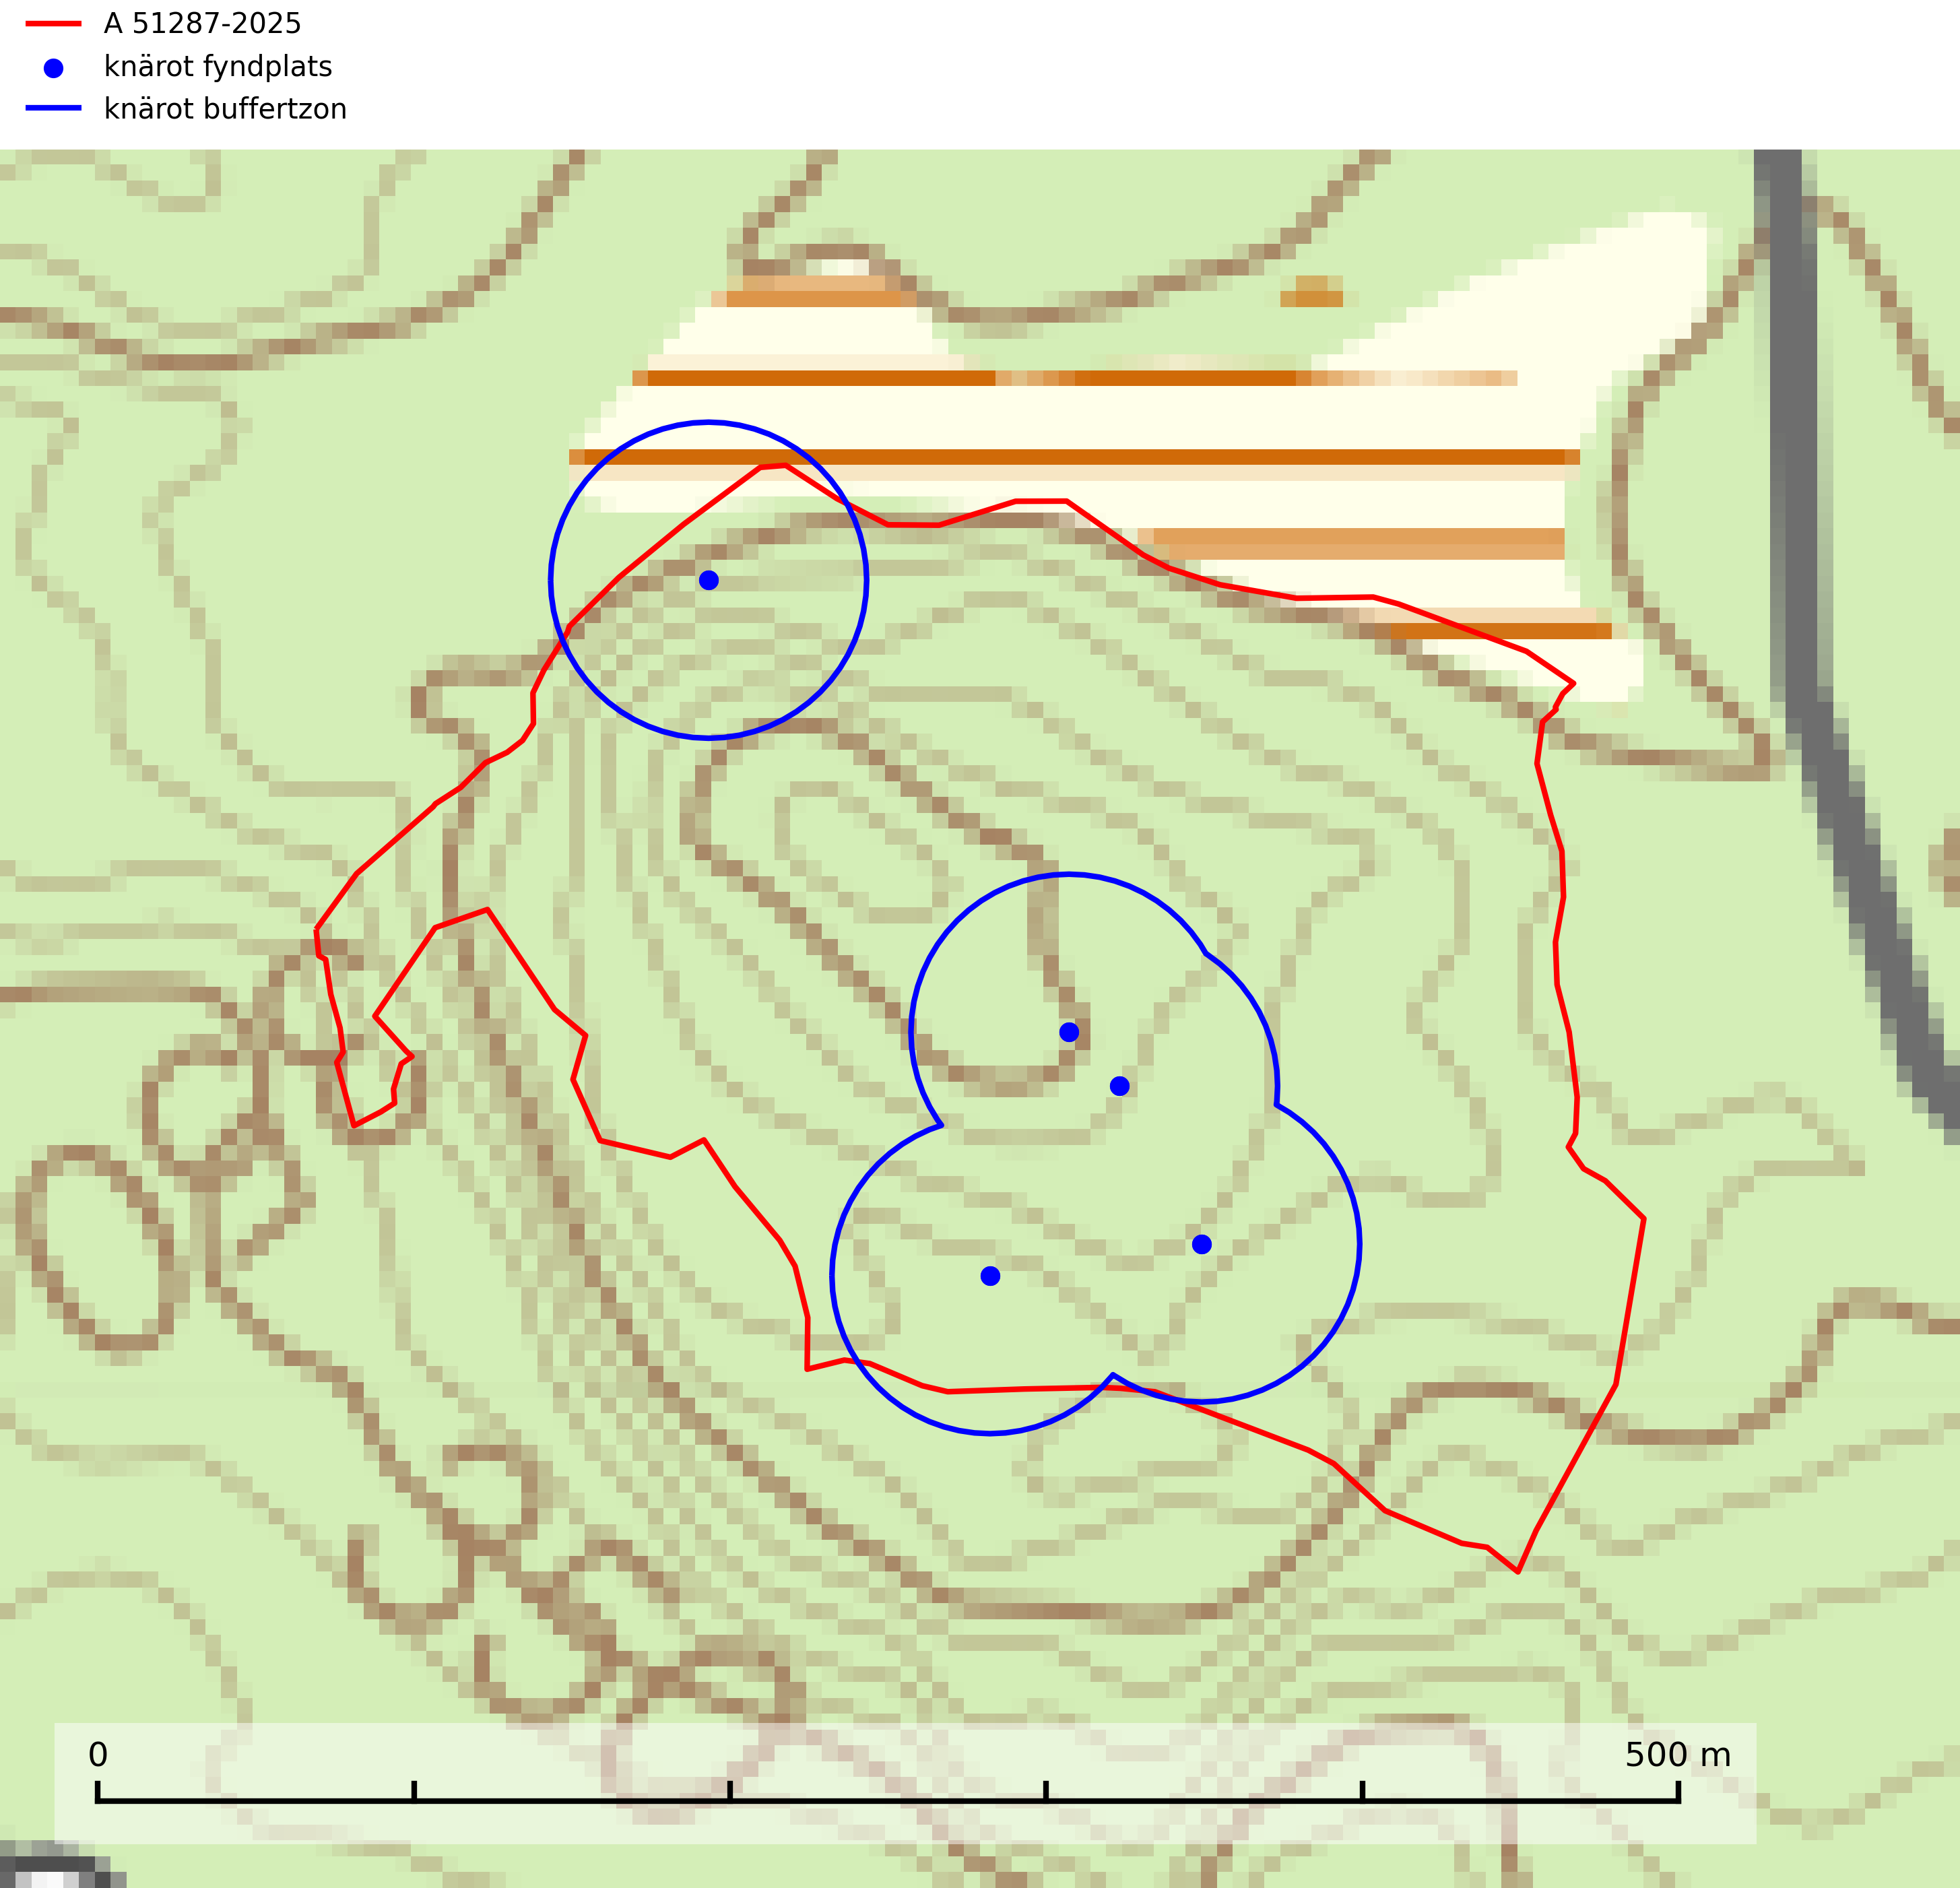 A 51287-2025
knärot fyndplats
knärot buffertzon
0
500 m